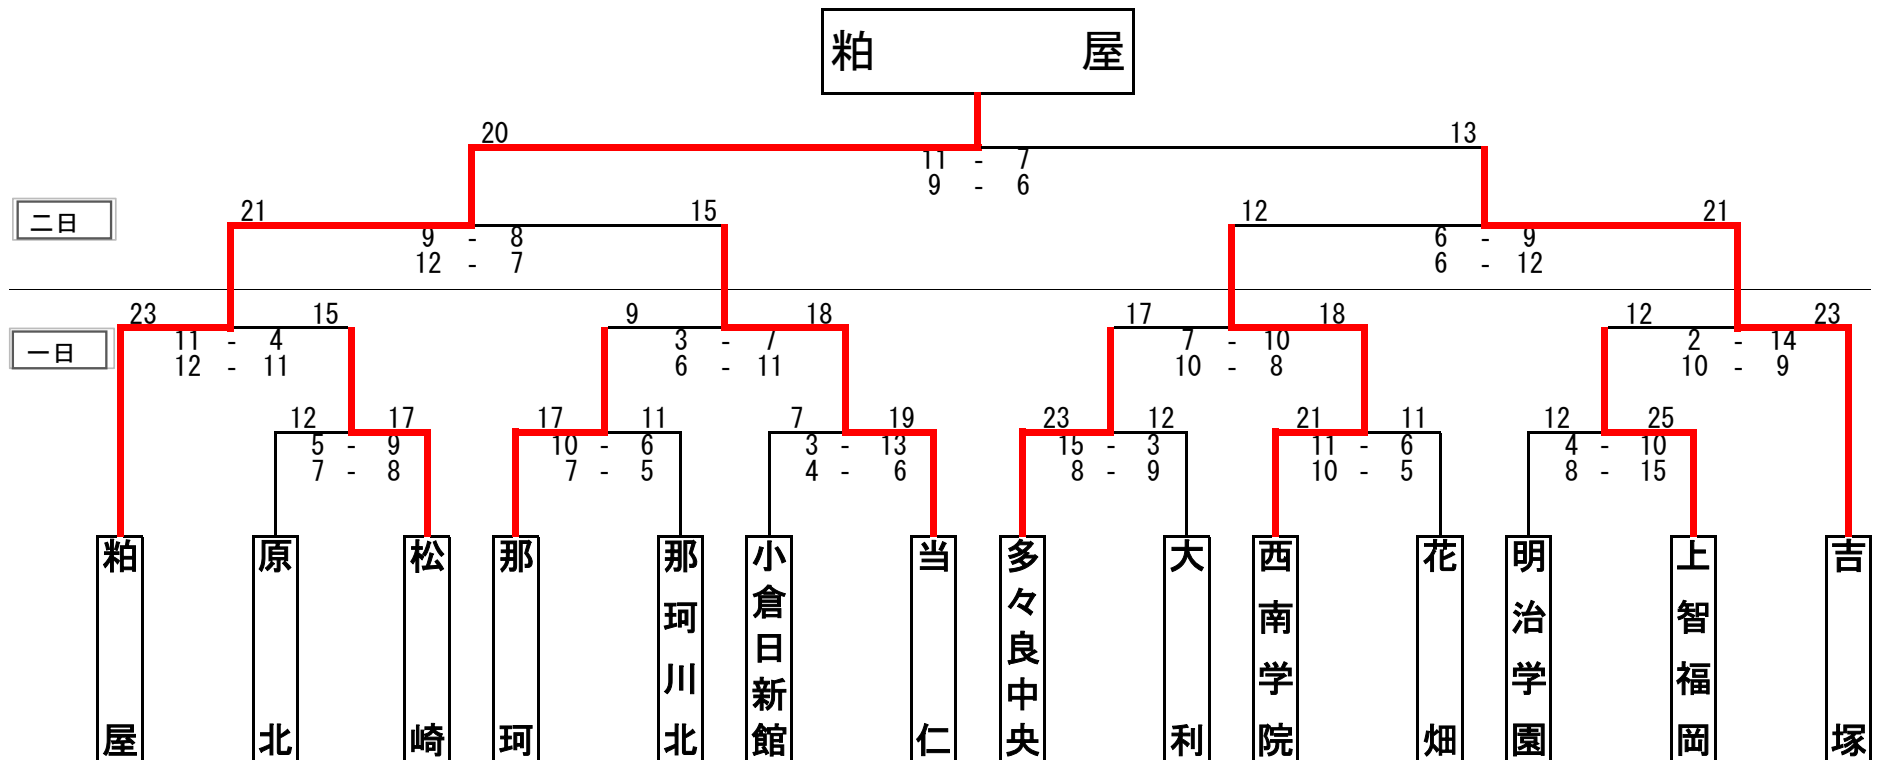 粕屋
20 13
11 - 7
9 - 6
二日
21 15 12 21
9 - 8 6 - 9
12 - 7 6 - 12
一日
23 15 9 18 17 18 12 23
11 - 4 3 - 7 7 - 10 2 - 14
12 - 11 6 - 11 10 - 8 10 - 9
12 17 17 11 7 19 23 12 21 11 12 25
5 - 9 10 - 6 3 - 13 15 - 3 11 - 6 4 - 10
7 - 8 7 - 5 4 - 6 8 - 9 10 - 5 8 - 15
粕屋
原北
松崎
那珂
那珂川北
小倉日新館
当仁
多々良中央
大利
西南学院
花畑
明治学園
上智福岡
吉塚